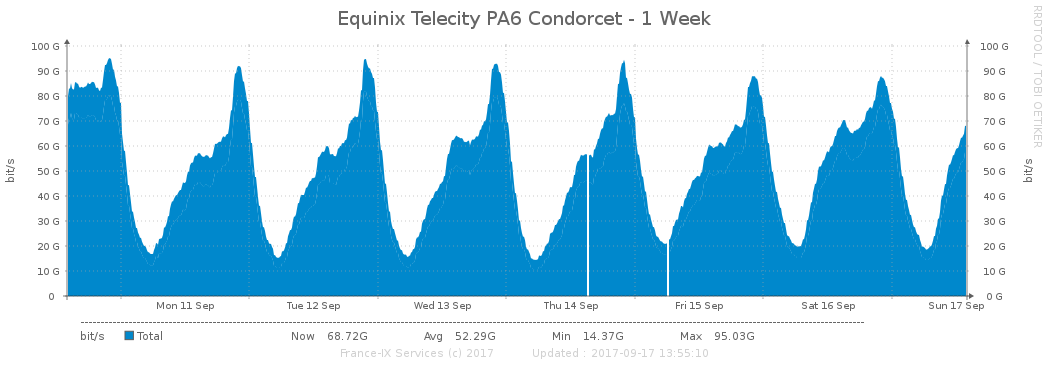 Equinix Telecity PA6 Condorcet - 1 Week
RRDTOOL / TOBI OETIKER
100 G 100 G
90 G 90 G
80 G 80 G
70 G 70 G
60 G 60 G
50 G 50 G
40 G 40 G
30 G 30 G
20 G 20 G
10 G 10 G
0 0 G
bit/s bit/s
Mon 11 Sep Tue 12 Sep Wed 13 Sep Thu 14 Sep Fri 15 Sep Sat 16 Sep Sun 17 Sep
bit/s Total Now 68.72G Avg 52.29G Min 14.37G Max 95.03G
France-IX Services (c) 2017 Updated : 2017-09-17 13:55:10